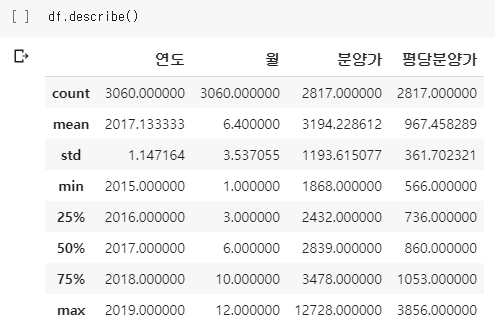 [ ] df.describe()
연도 월 분양가 평당분양가
count 3060.000000 3060.000000 2817.000000 2817.000000
mean 2017.133333 6.400000 3194.228612 967.458289
std 1.147164 3.537055 1193.615077 361.702321
min 2015.000000 1.000000 1868.000000 566.000000
25% 2016.000000 3.000000 2432.000000 736.000000
50% 2017.000000 6.000000 2839.000000 860.000000
75% 2018.000000 10.000000 3478.000000 1053.000000
max 2019.000000 12.000000 12728.000000 3856.000000